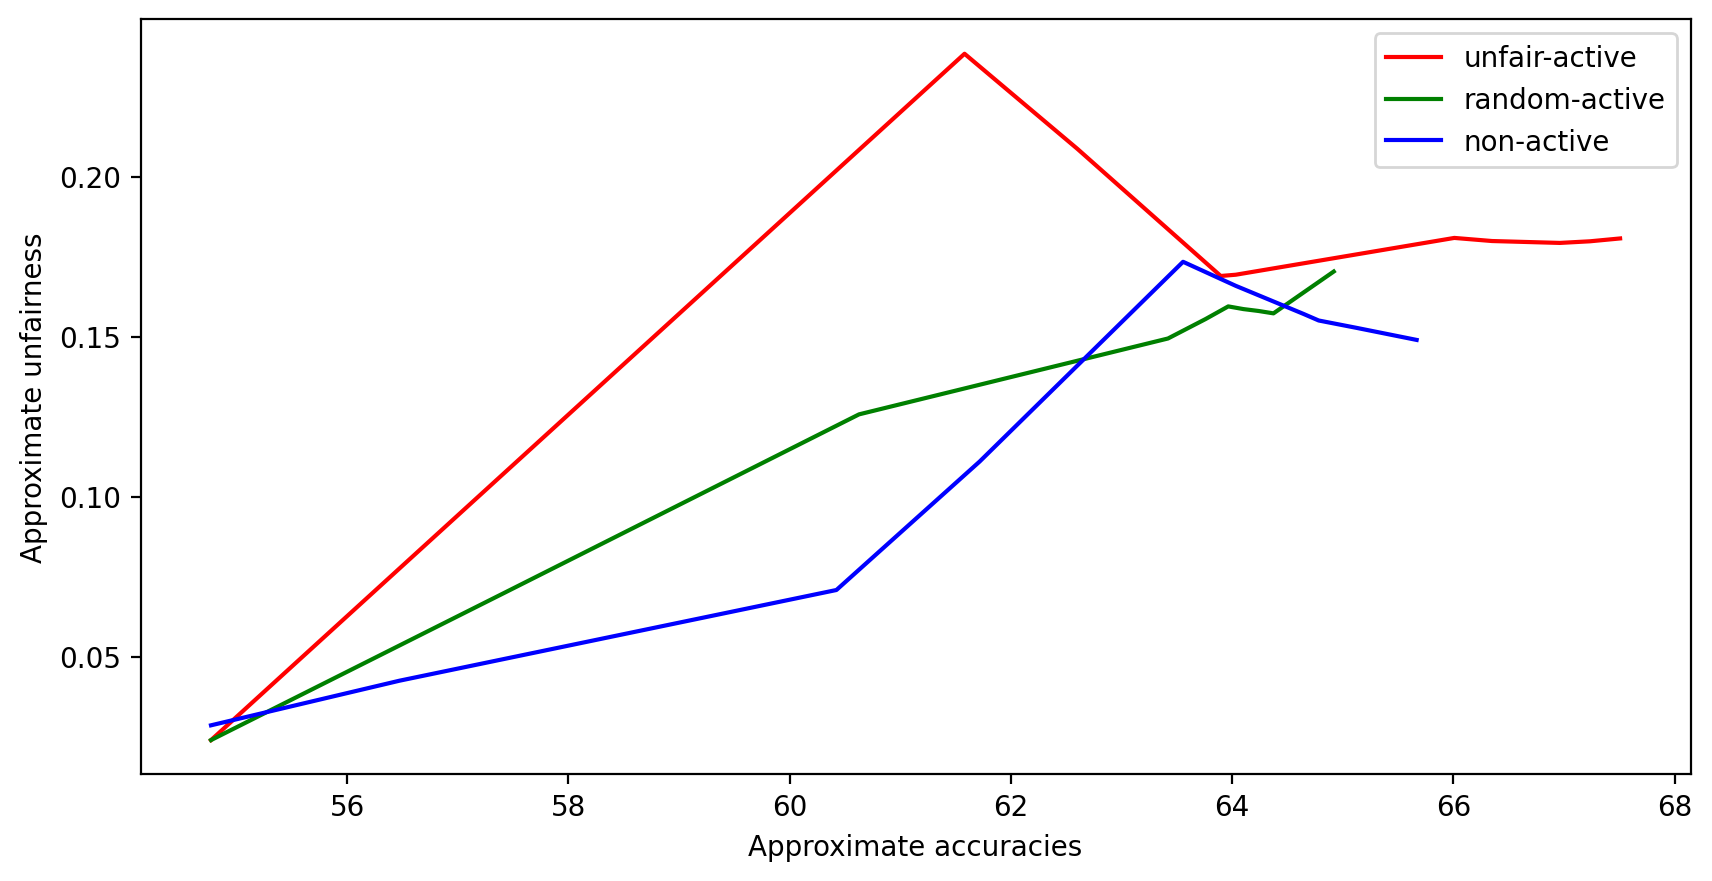 unfair-active
random-active
non-active
0.20
0.15
0.10
0.05
Approximate unfairness
56 58 60 62 64 66 68
Approximate accuracies